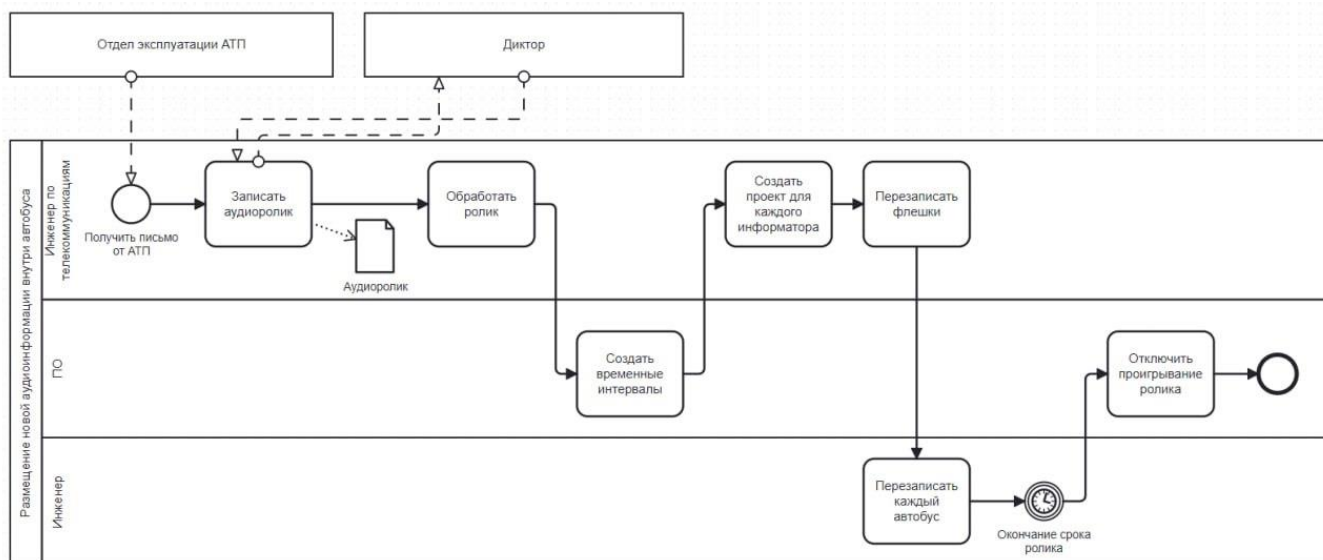 Отдел эксплуатации АТП
Диктор
Размещение новой аудиоинформации внутри автобуса
Инженер по
телекоммуникациям
Получить письмо
от АТП
Записать
аудиоролик
Аудиоролик
Обработать
ролик
Создать
проект для
каждого
информатора
Перезаписать
флешки
ПО
Создать
временные
интервалы
Отключить
проигрывание
ролика
Инженер
Перезаписать
каждый
автобус
Окончание срока
ролика